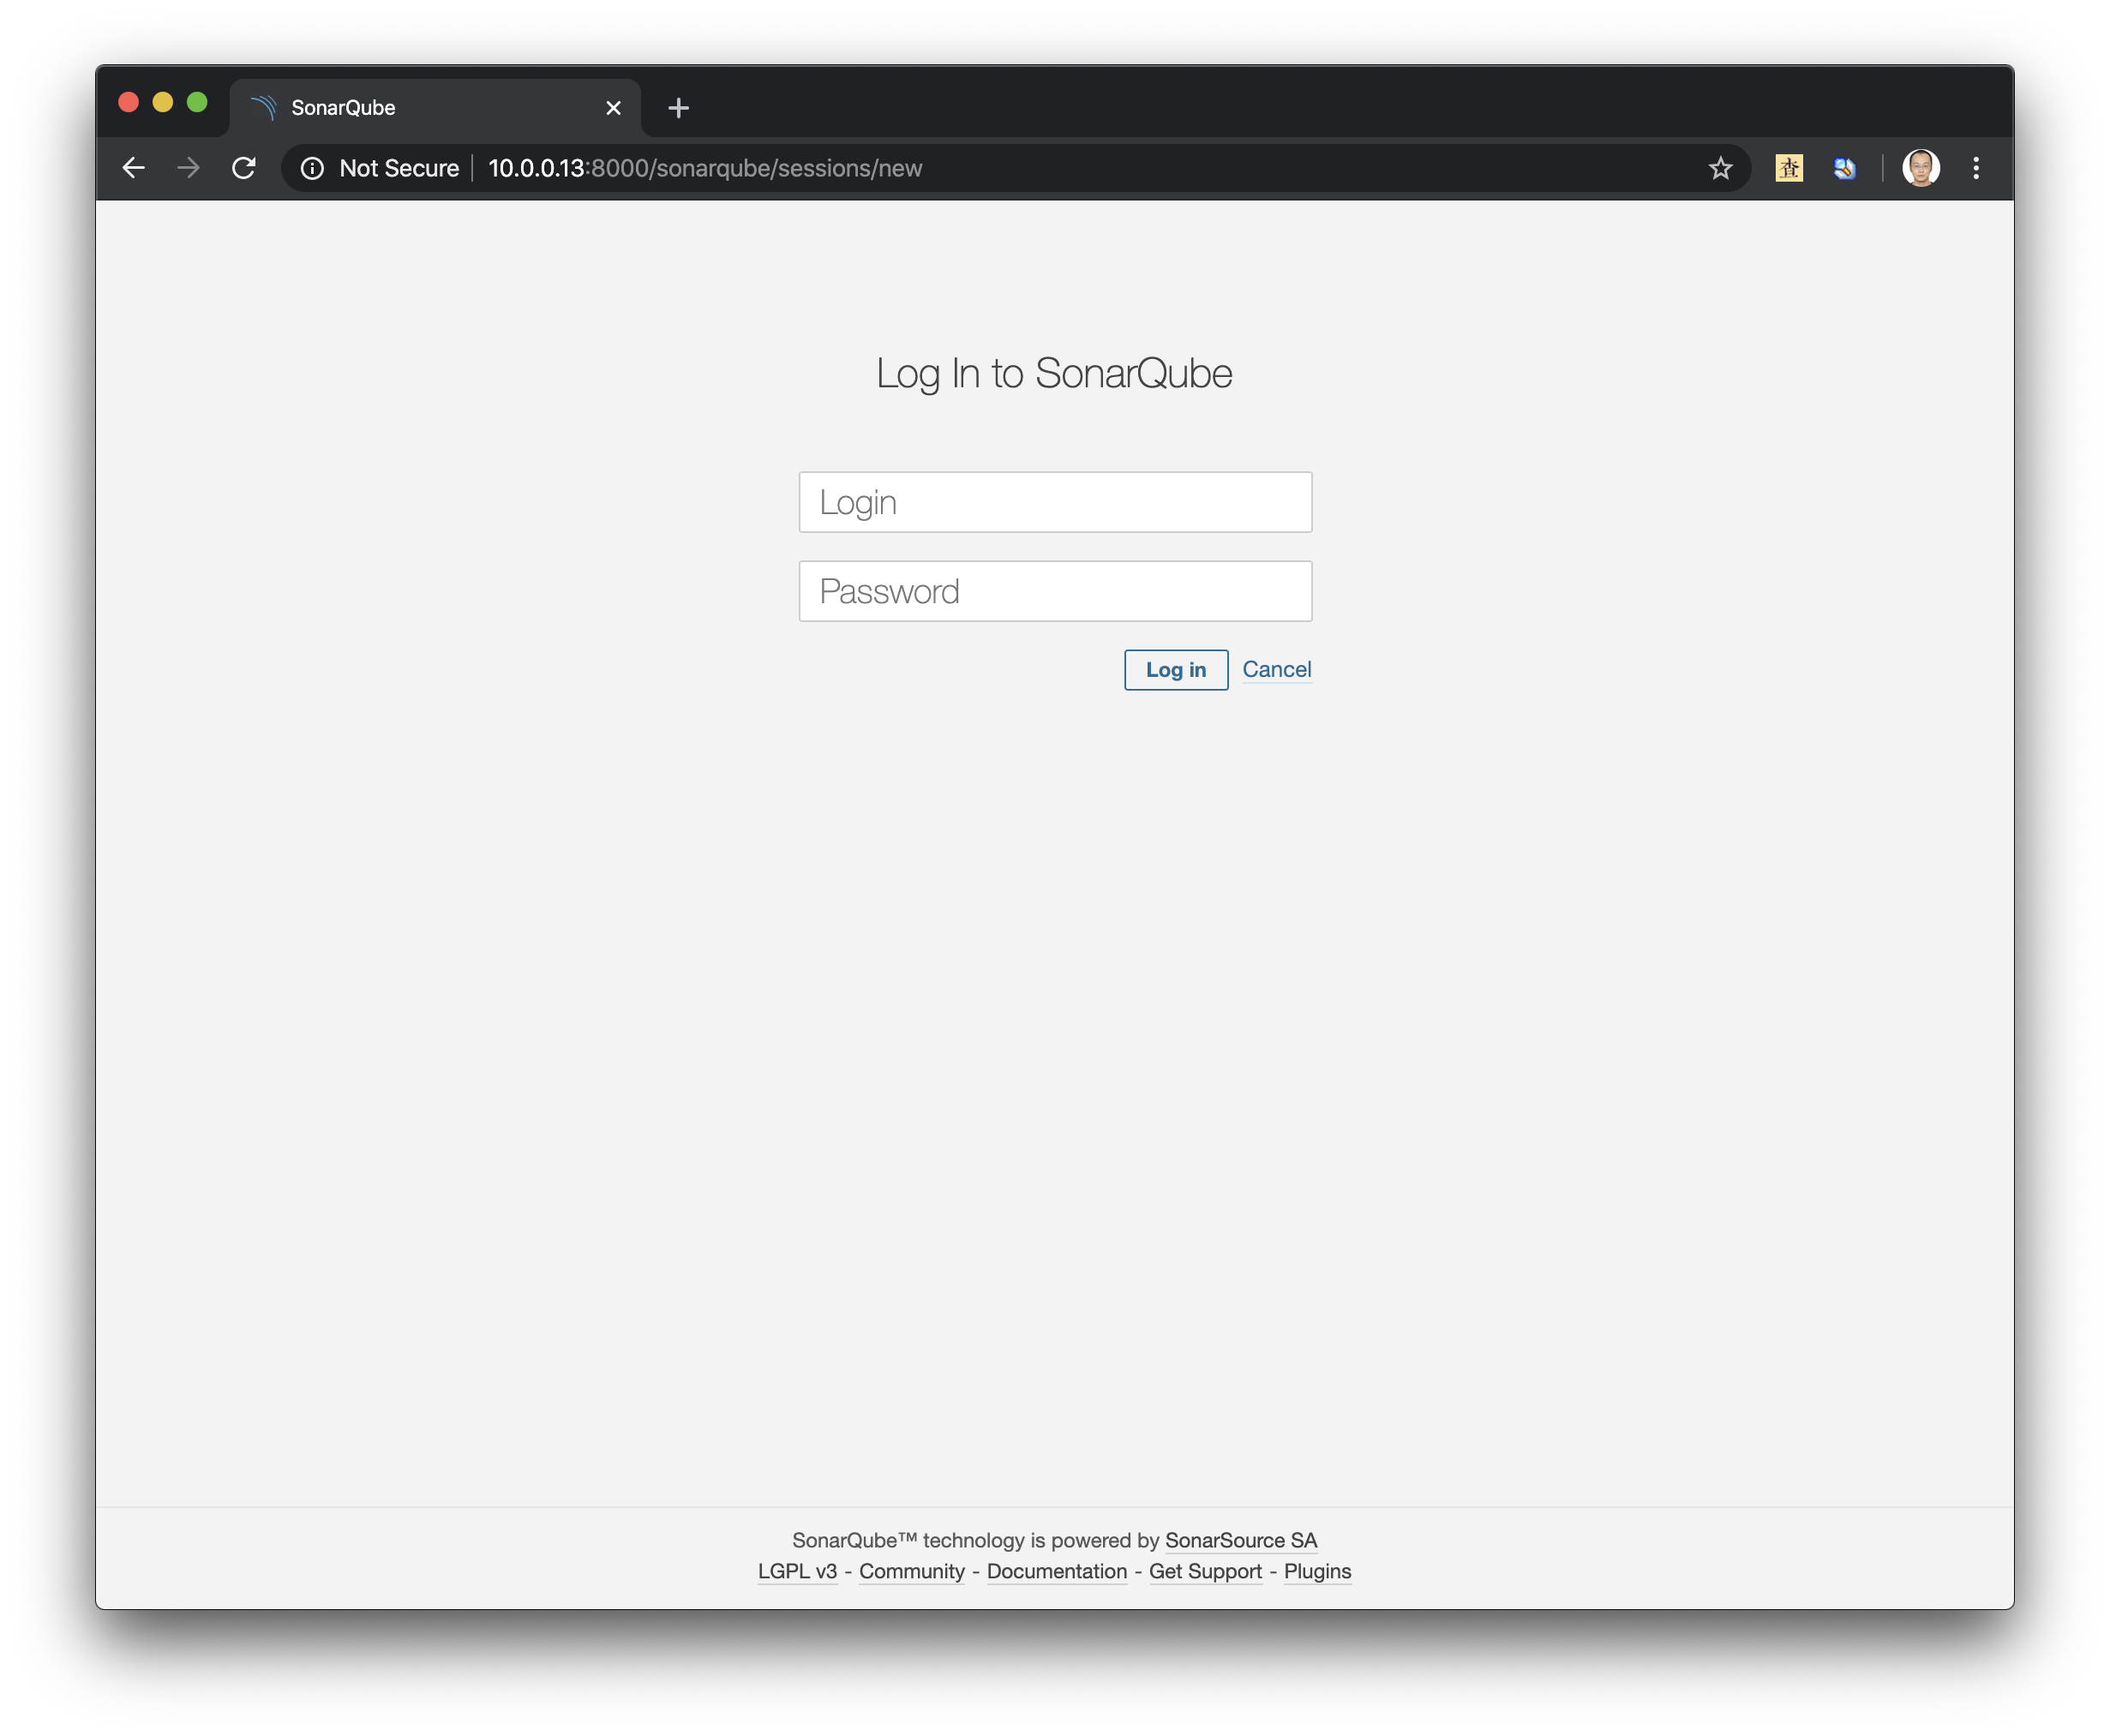 SonarQube
Not Secure 10.0.0.13:8000/sonarqube/sessions/new 查
Log In to SonarQube
Login
Password
Log in Cancel
SonarQube™ technology is powered by SonarSource SA
LGPL v3 - Community - Documentation - Get Support - Plugins